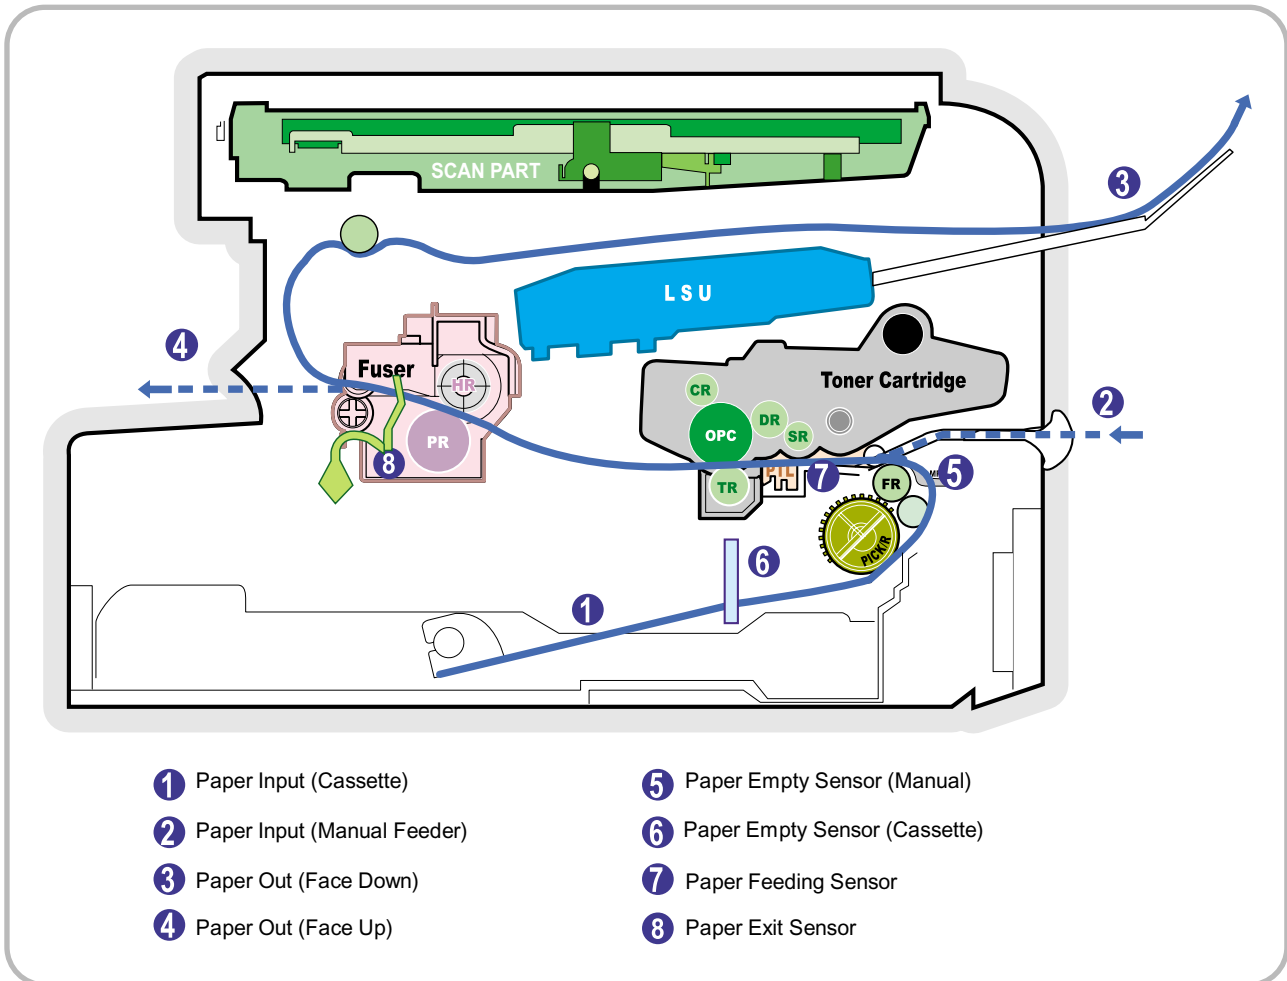 SCAN PART
3
L S U
4
Fuser
HR
Toner Cartridge
CR
2
DR
OPC
SR
PR
8
PTL
7
5
TR
FR
PICK/R
6
1
1 Paper Input (Cassette)
2 Paper Input (Manual Feeder)
3 Paper Out (Face Down)
4 Paper Out (Face Up)
5 Paper Empty Sensor (Manual)
6 Paper Empty Sensor (Cassette)
7 Paper Feeding Sensor
8 Paper Exit Sensor